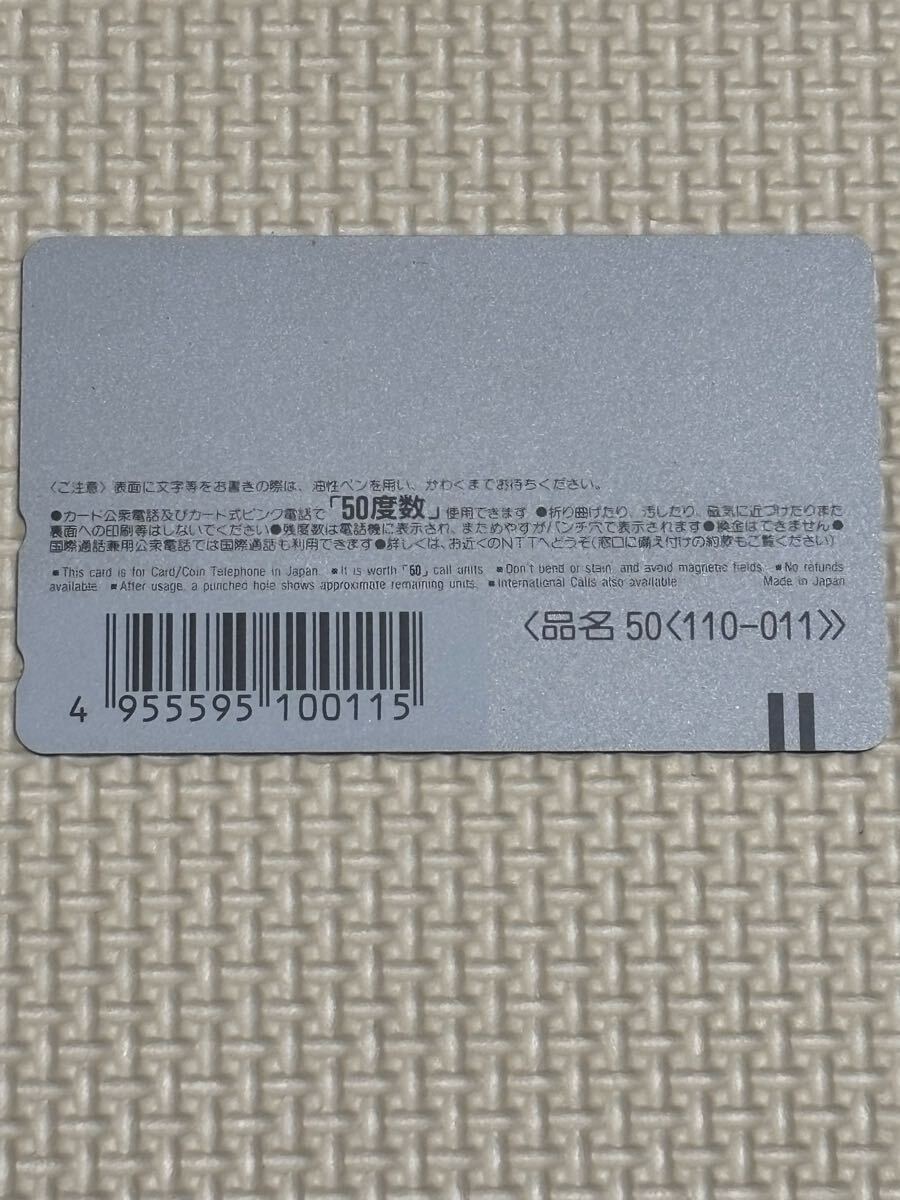 〈ご注意〉表面に文字等をお書きの際は、油性ペンを用い、かわくまでお待ちください。
●カード公衆電話及びカード式ピンク電話で「50度数」使用できます ●折り曲げたり、汚したり、磁気に近づけたりまた
裏面への印刷等はしないでください●残度数は電話機に表示され、まためやすがパンチ穴で表示されます●換金はできません●
国際通話兼用公衆電話では国際通話も利用できます ●詳しくは、お近くのNTTへどうぞ(窓口に備え付けの約款もご覧ください)
■This card is for Card/Coin Telephone in Japan. ■It is worth「50」call units ■Don't bend or stain, and avoid magnetic fields. ■No refunds
available. ■After usage, a punched hole shows approximate remaining units. ■International Calls also available. Made in Japan
〈品名 50〈110-011〉〉
4 955595 100115